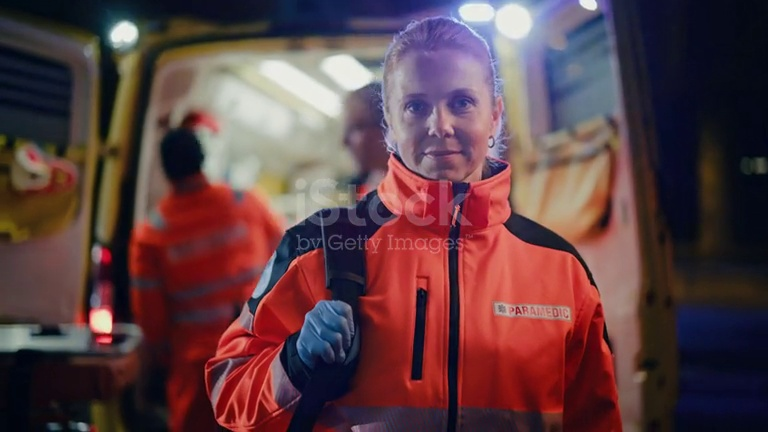 iStock
by Getty Images
PARAMEDIC